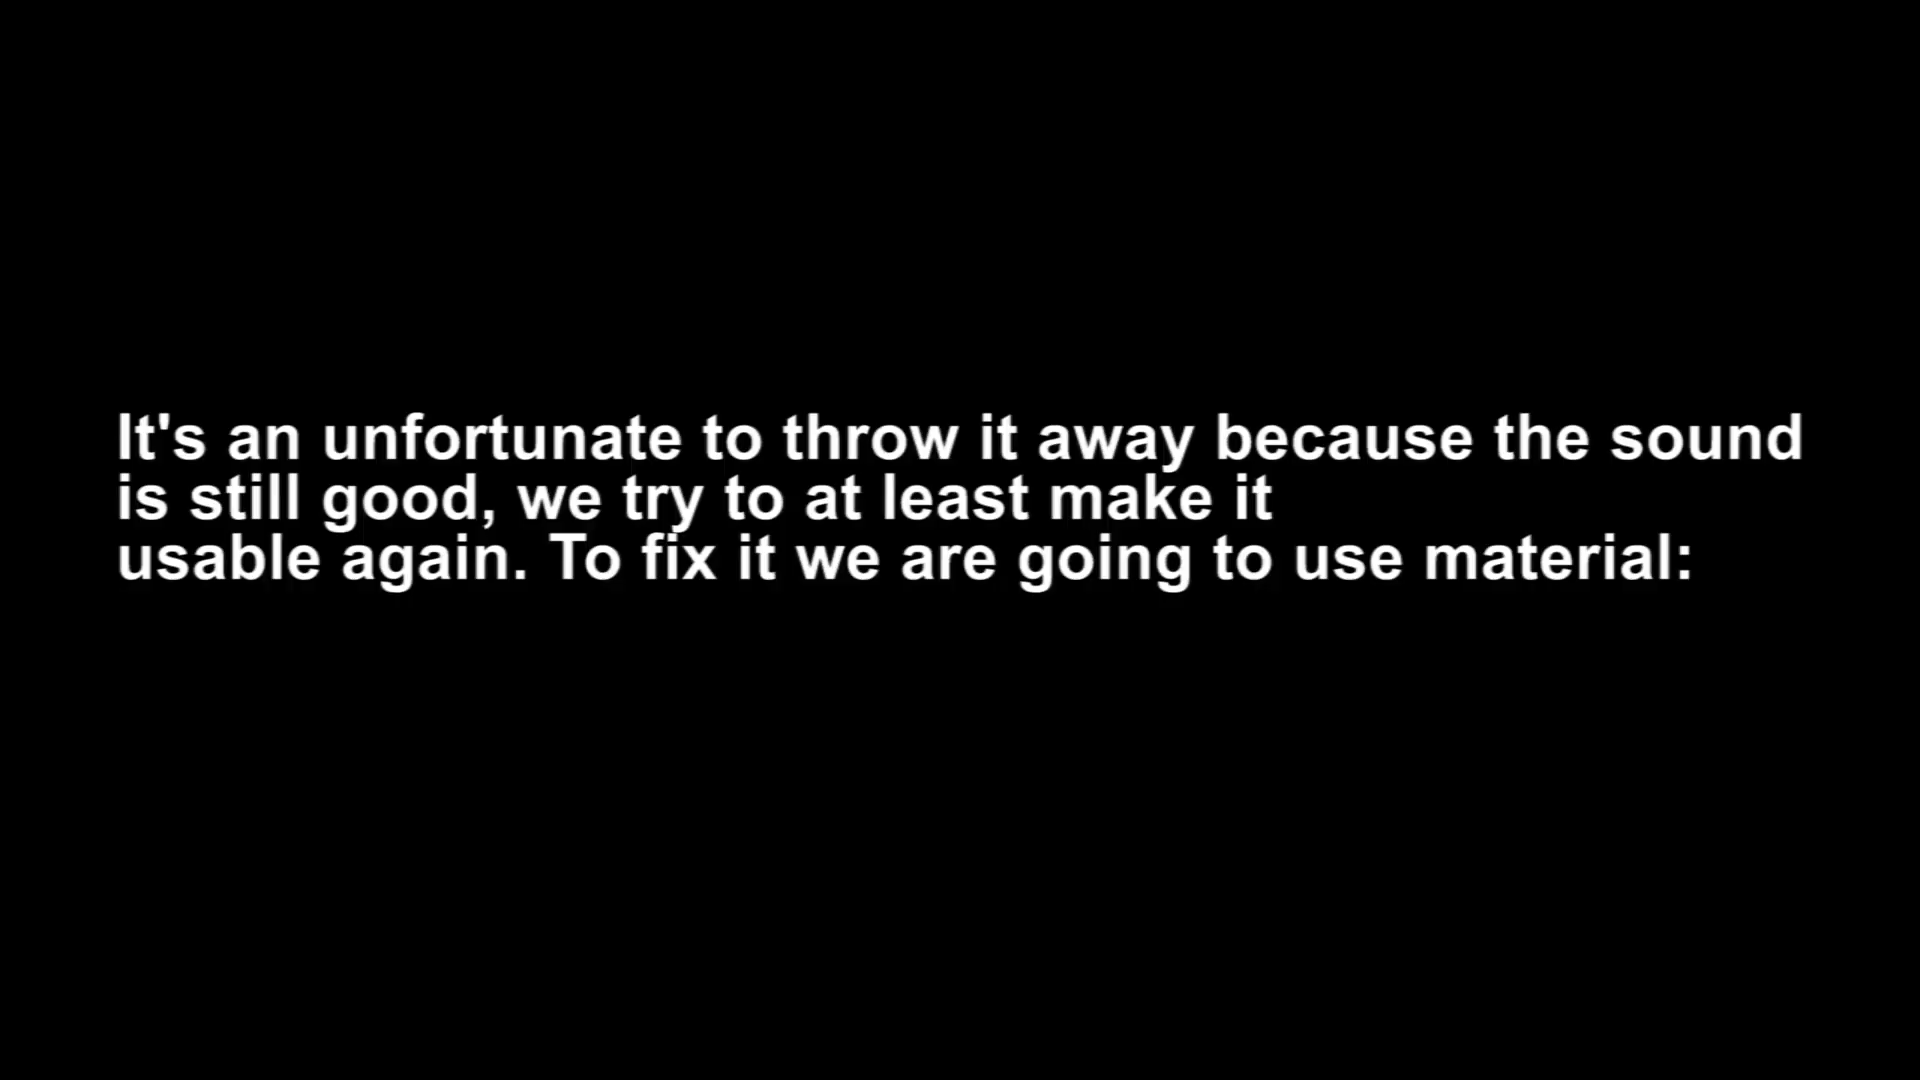 It's an unfortunate to throw it away because the sound
is still good, we try to at least make it
usable again. To fix it we are going to use material: